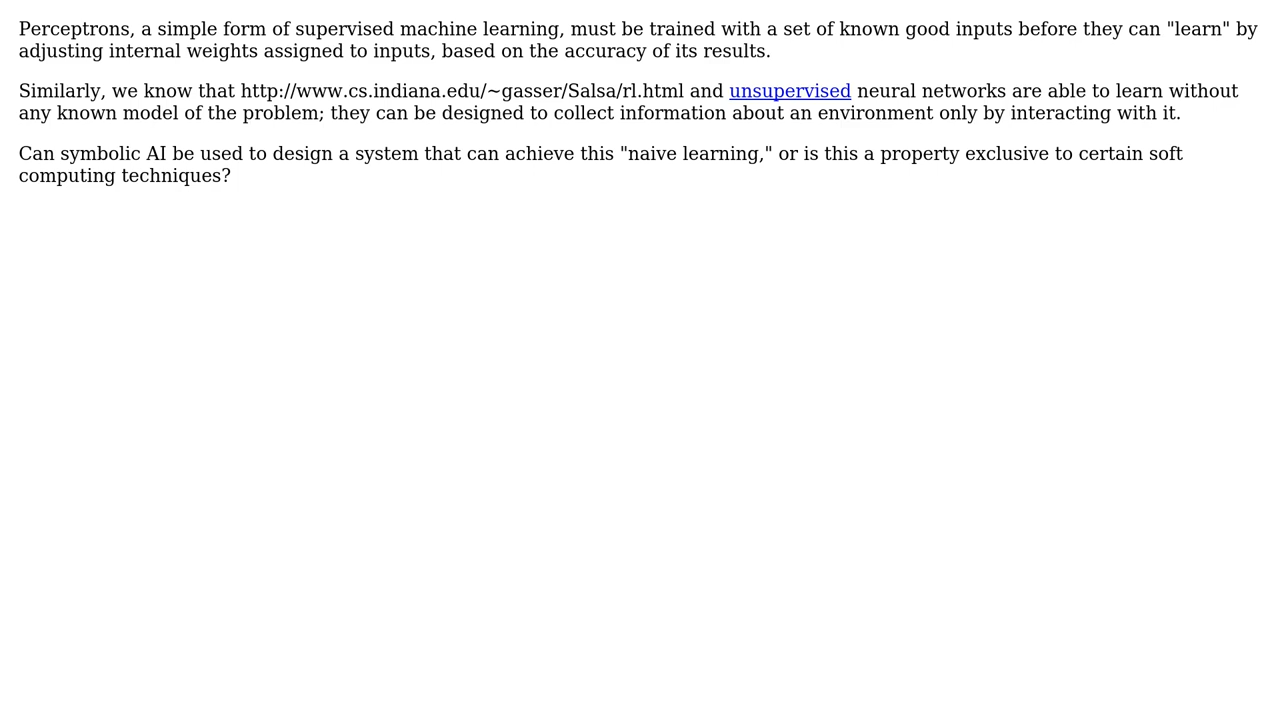 Perceptrons, a simple form of supervised machine learning, must be trained with a set of known good inputs before they can "learn" by
adjusting internal weights assigned to inputs, based on the accuracy of its results.
Similarly, we know that http://www.cs.indiana.edu/~gasser/Salsa/rl.html and unsupervised neural networks are able to learn without
any known model of the problem; they can be designed to collect information about an environment only by interacting with it.
Can symbolic AI be used to design a system that can achieve this "naive learning," or is this a property exclusive to certain soft
computing techniques?